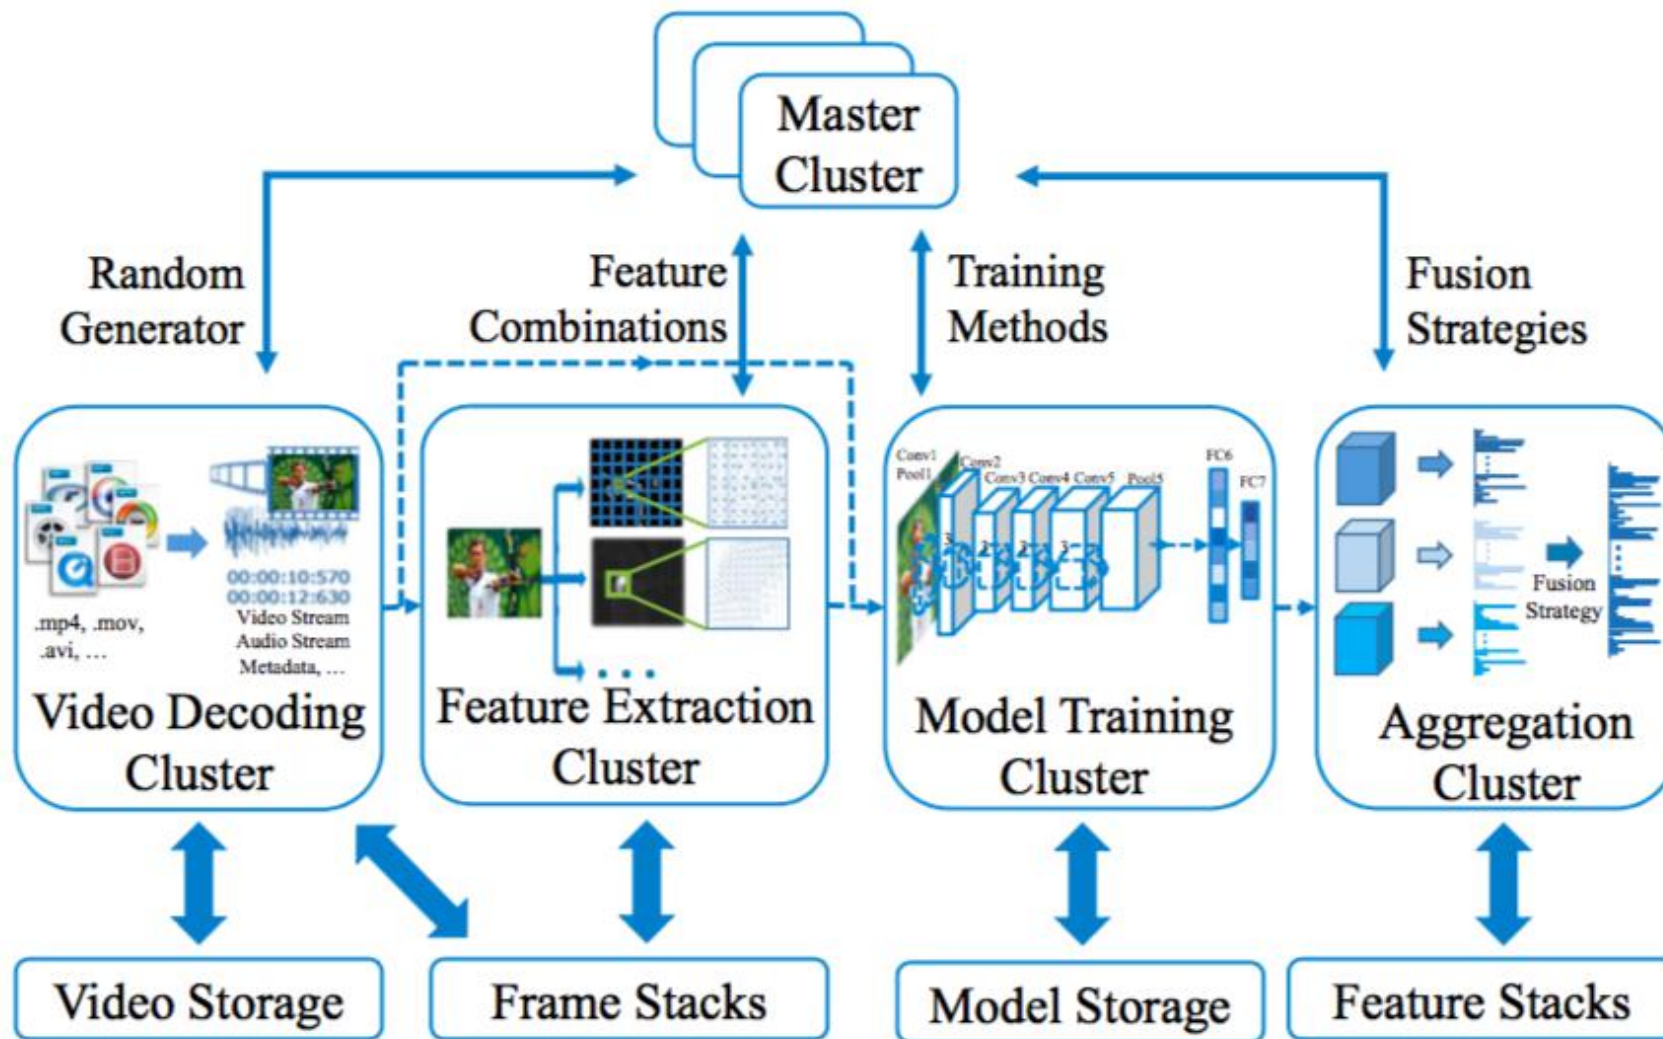 Master
Cluster
Random
Generator
Feature
Combinations
Training
Methods
Fusion
Strategies
.mp4, .mov,
.avi, ...
00:00:10:570
00:00:12:630
Video Stream
Audio Stream
Metadata, ...
Video Decoding
Cluster
Feature Extraction
Cluster
Conv1
Pool1
Conv2
Conv3
Conv4
Conv5
Pool5
FC6
FC7
3
3
Model Training
Cluster
Fusion
Strategy
Aggregation
Cluster
Video Storage
Frame Stacks
Model Storage
Feature Stacks